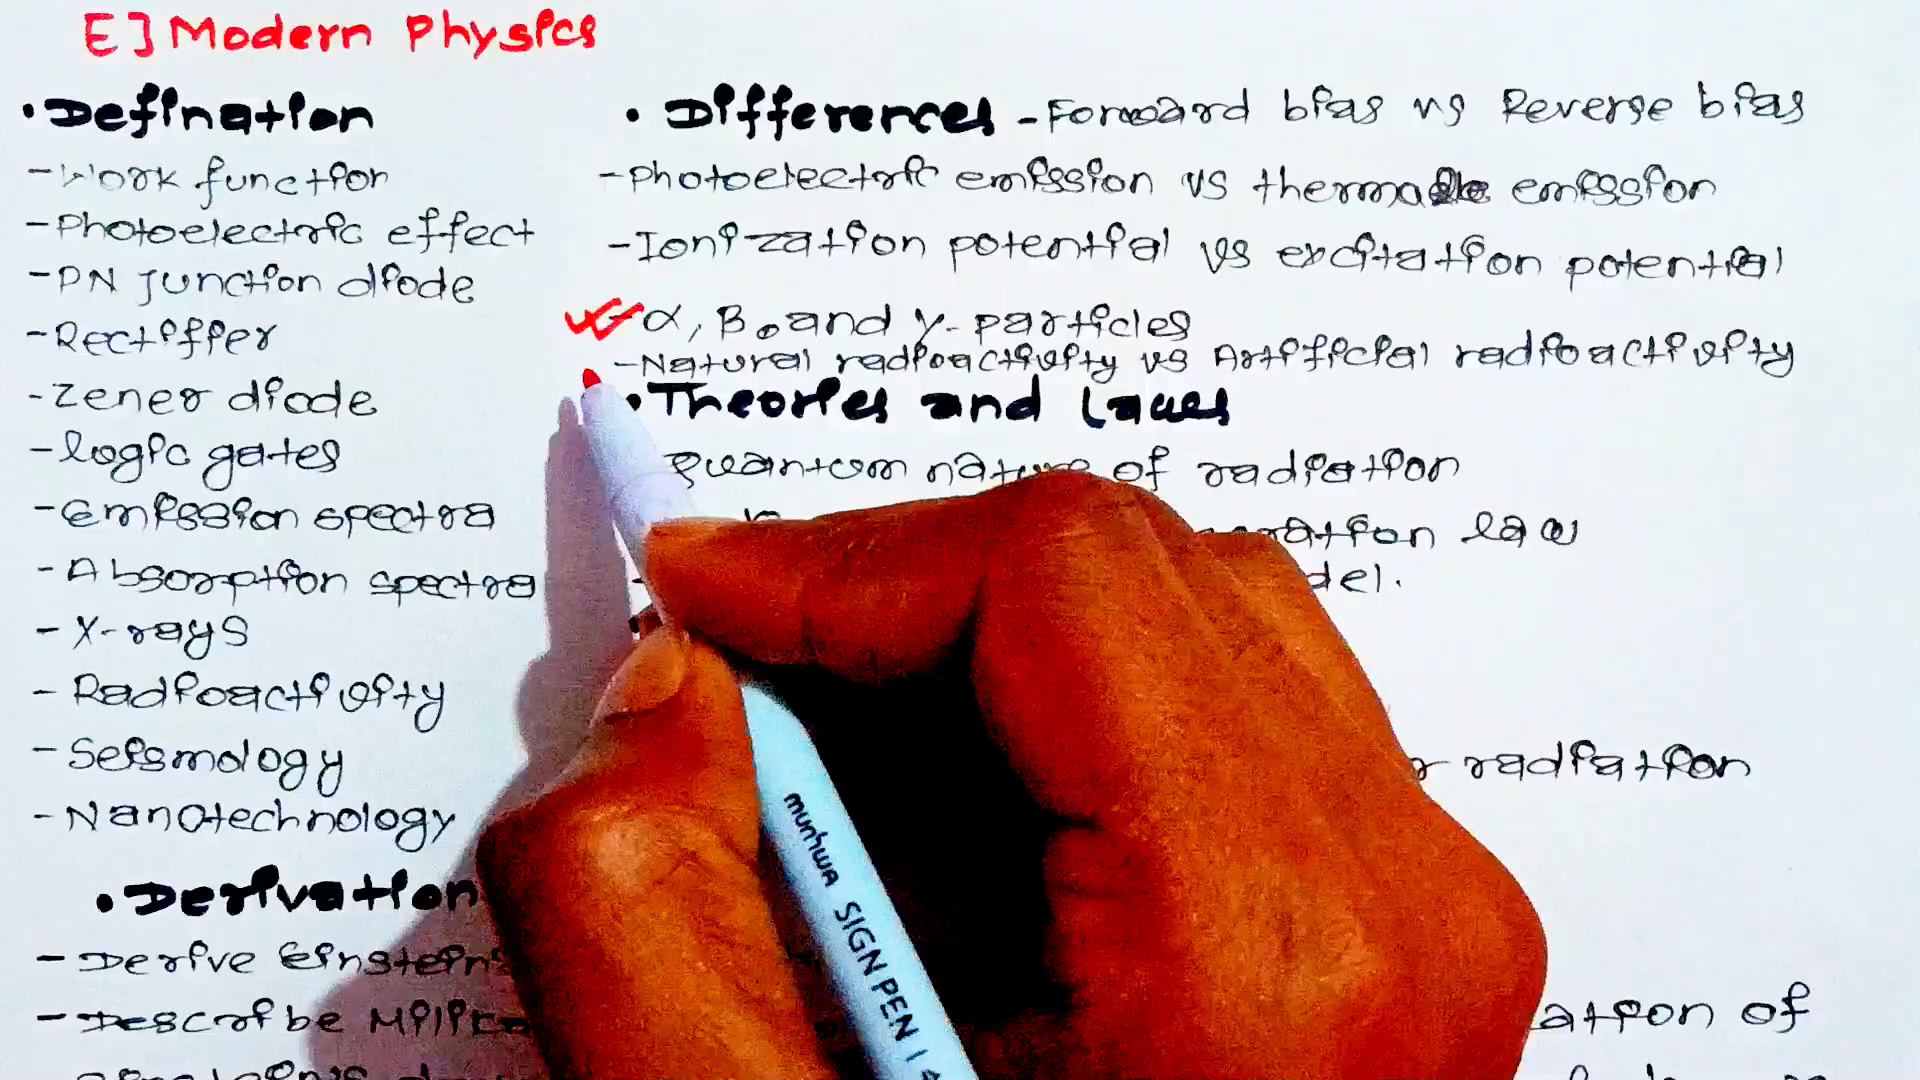 E] Modern Physics
• Defination
- Work function
- Photoelectric effect
- PN Junction diode
- Rectifier
- Zener diode
- logic gates
- Emission spectra
- Absorption spectra
- X-rays
- Radioactivity
- Seismology
- Nanotechnology
• Derivation
- Derive Einstein's
- Describe
• Differences - Forward bias vs Reverse bias
- Photoelectric emission vs emission
- Ionization potential vs excitation potential
- α, β and γ- particles
- Natural radioactivity vs Artificial radioactivity
• Theories and Laws
Quantum nature of radiation
law
radiation
of
munhwa SIGN PEN